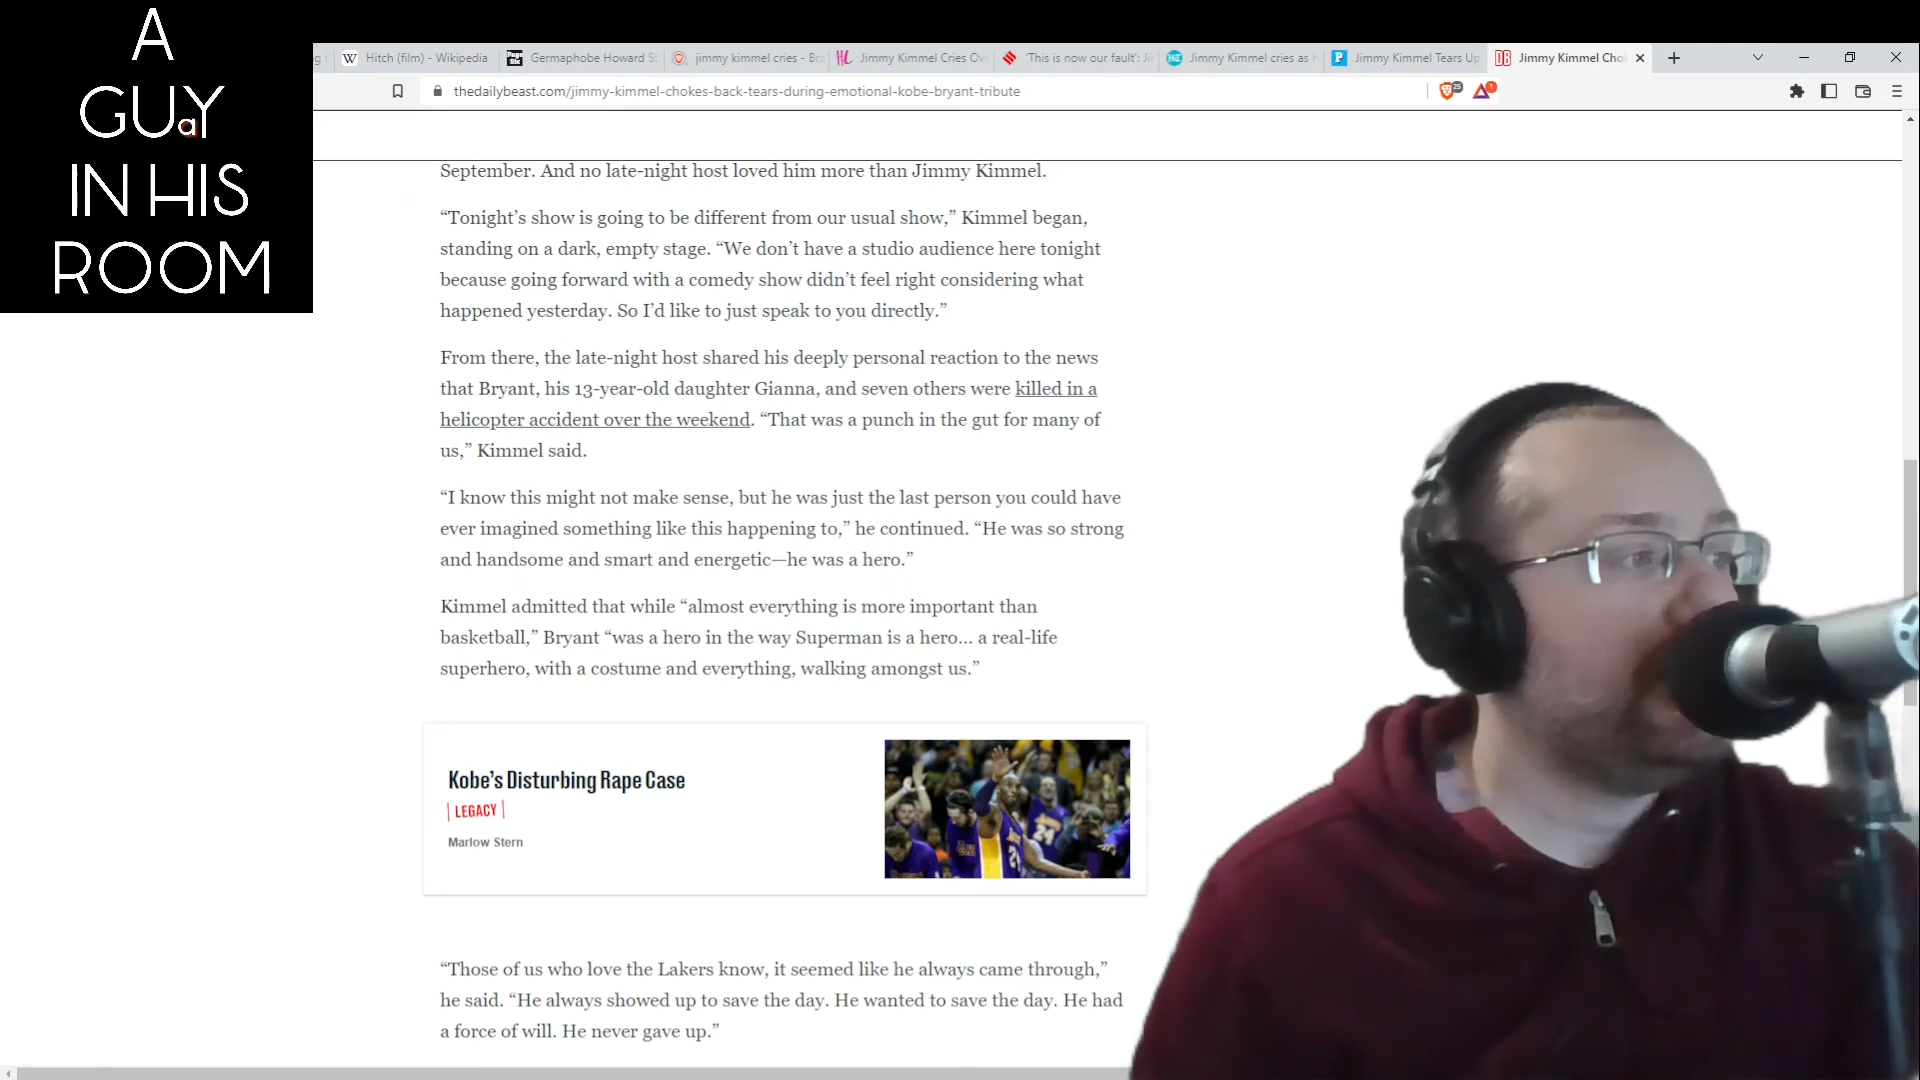 A
GUaY
IN HIS
ROOM
Hitch (film) - Wikipedia
Germaphobe Howard S
jimmy kimmel cries - Br
Jimmy Kimmel Cries Ov
'This is now our fault': Ji
Jimmy Kimmel cries as
Jimmy Kimmel Tears Up
Jimmy Kimmel Cho
thedailybeast.com/jimmy-kimmel-chokes-back-tears-during-emotional-kobe-bryant-tribute
25
1
September. And no late-night host loved him more than Jimmy Kimmel.
“Tonight’s show is going to be different from our usual show,” Kimmel began,
standing on a dark, empty stage. “We don’t have a studio audience here tonight
because going forward with a comedy show didn’t feel right considering what
happened yesterday. So I’d like to just speak to you directly.”
From there, the late-night host shared his deeply personal reaction to the news
that Bryant, his 13-year-old daughter Gianna, and seven others were killed in a
helicopter accident over the weekend. “That was a punch in the gut for many of
us,” Kimmel said.
“I know this might not make sense, but he was just the last person you could have
ever imagined something like this happening to,” he continued. “He was so strong
and handsome and smart and energetic—he was a hero.”
Kimmel admitted that while “almost everything is more important than
basketball,” Bryant “was a hero in the way Superman is a hero... a real-life
superhero, with a costume and everything, walking amongst us.”
Kobe’s Disturbing Rape Case
LEGACY
Marlow Stern
“Those of us who love the Lakers know, it seemed like he always came through,”
he said. “He always showed up to save the day. He wanted to save the day. He had
a force of will. He never gave up.”